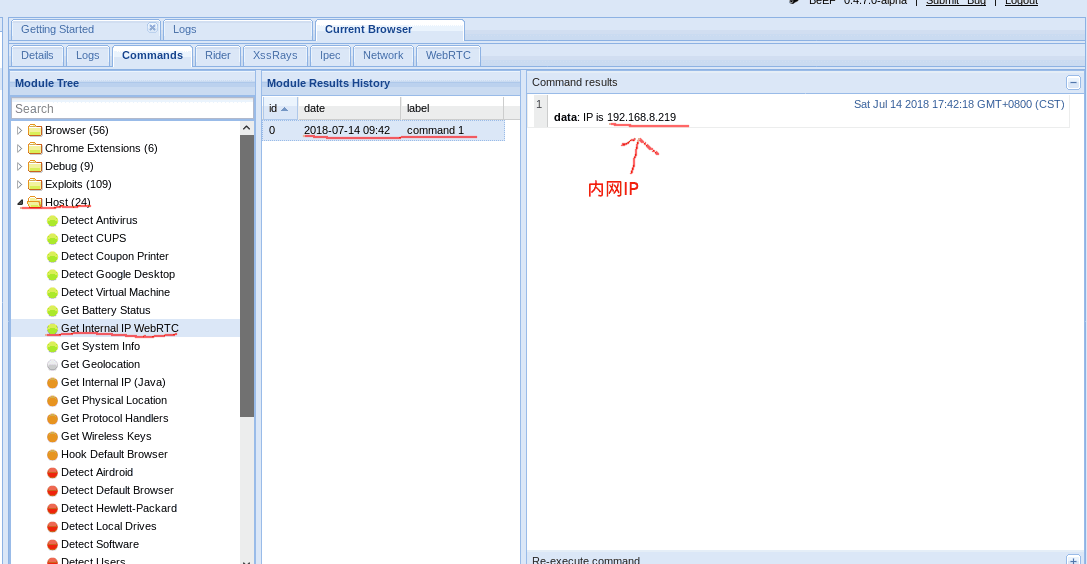 BeEF 0.4.7.0-alpha | Submit Bug | Logout
Getting Started Logs Current Browser
Details Logs Commands Rider XssRays Ipec Network WebRTC
Module Tree
Search
Browser (56)
Chrome Extensions (6)
Debug (9)
Exploits (109)
Host (24)
Detect Antivirus
Detect CUPS
Detect Coupon Printer
Detect Google Desktop
Detect Virtual Machine
Get Battery Status
Get Internal IP WebRTC
Get System Info
Get Geolocation
Get Internal IP (Java)
Get Physical Location
Get Protocol Handlers
Get Wireless Keys
Hook Default Browser
Detect Airdroid
Detect Default Browser
Detect Hewlett-Packard
Detect Local Drives
Detect Software
Detect Users
Module Results History
id date label
0 2018-07-14 09:42 command 1
Command results
1 Sat Jul 14 2018 17:42:18 GMT+0800 (CST)
data: IP is 192.168.8.219
内网IP
Re-execute command